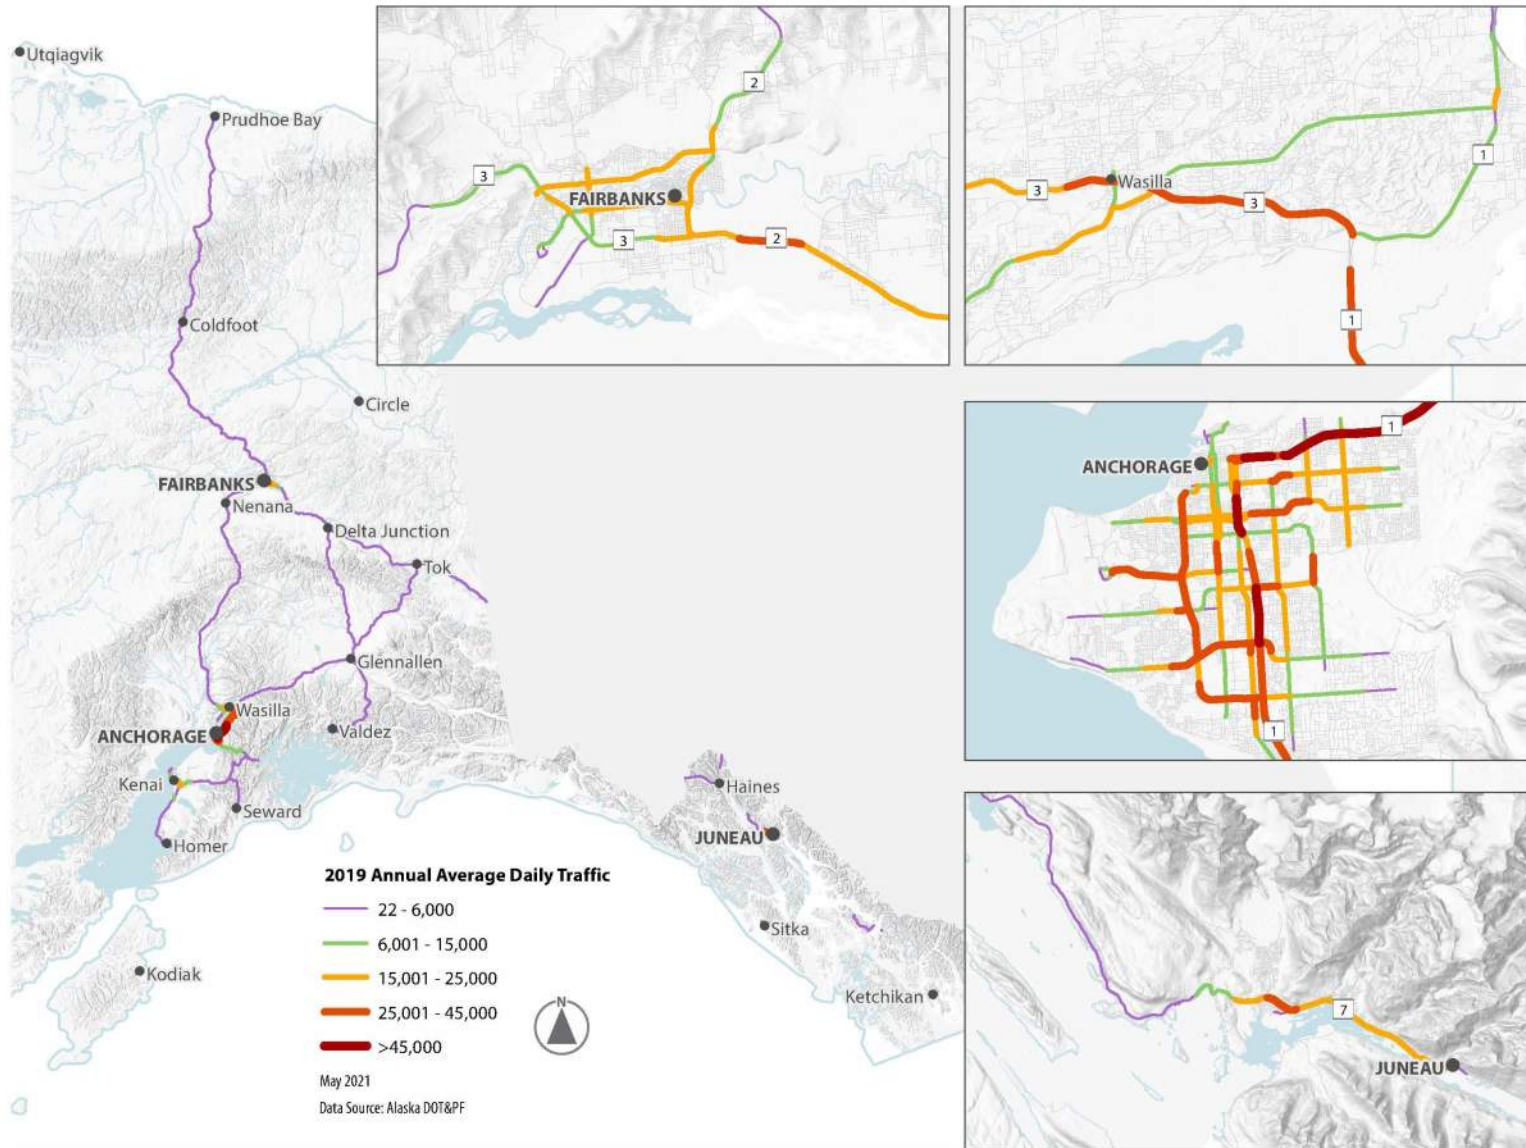 Utqiagvik
Prudhoe Bay
Coldfoot
Circle
FAIRBANKS
Nenana
Delta Junction
Tok
Glennallen
Wasilla
ANCHORAGE
Valdez
Kenai
Seward
Homer
Kodiak
Haines
JUNEAU
Sitka
Ketchikan
2019 Annual Average Daily Traffic
22 - 6,000
6,001 - 15,000
15,001 - 25,000
25,001 - 45,000
>45,000
N
May 2021
Data Source: Alaska DOT&PF
2
3
FAIRBANKS
3
2
1
Wasilla
3
3
1
1
ANCHORAGE
1
7
JUNEAU